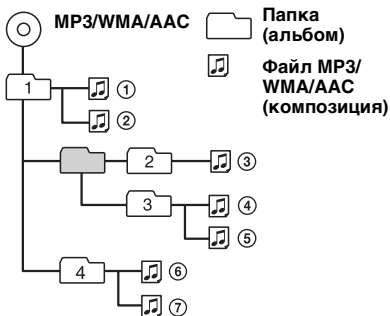 MP3/WMA/AAC
Папка
(альбом)
Файл MP3/
WMA/AAC
(композиция)
1
①
②
2
③
3
④
⑤
4
⑥
⑦